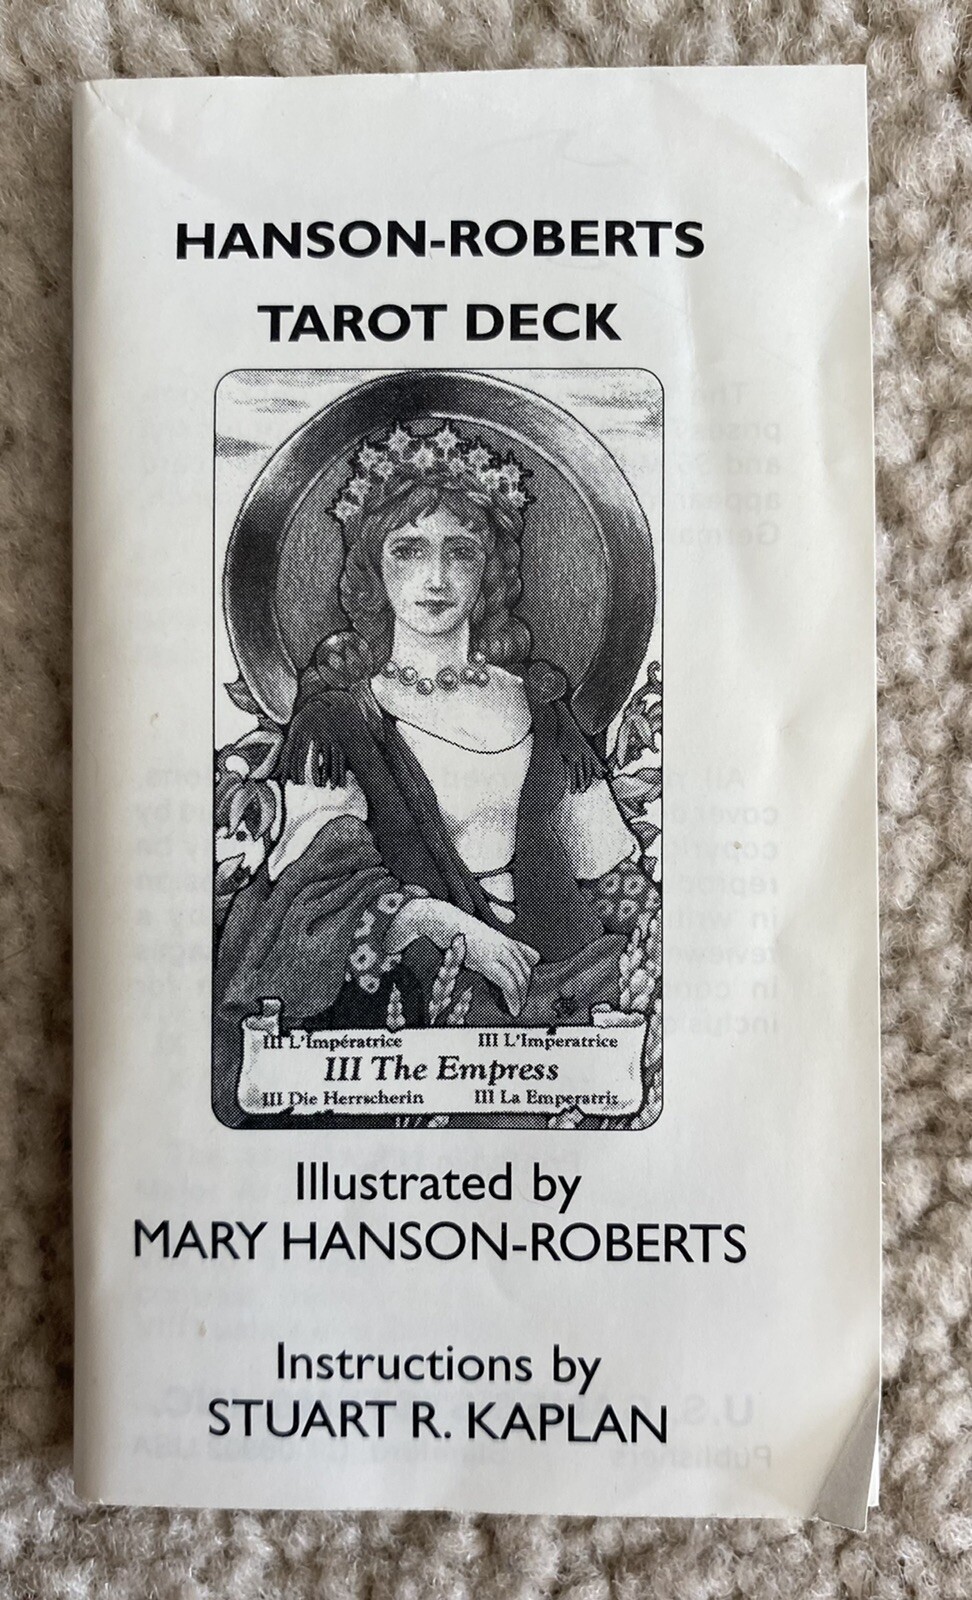 HANSON-ROBERTS
TAROT DECK
III L'Impératrice III L'Imperatrice
III The Empress
III Die Herrscherin III La Emperatriz
Illustrated by
MARY HANSON-ROBERTS
Instructions by
STUART R. KAPLAN